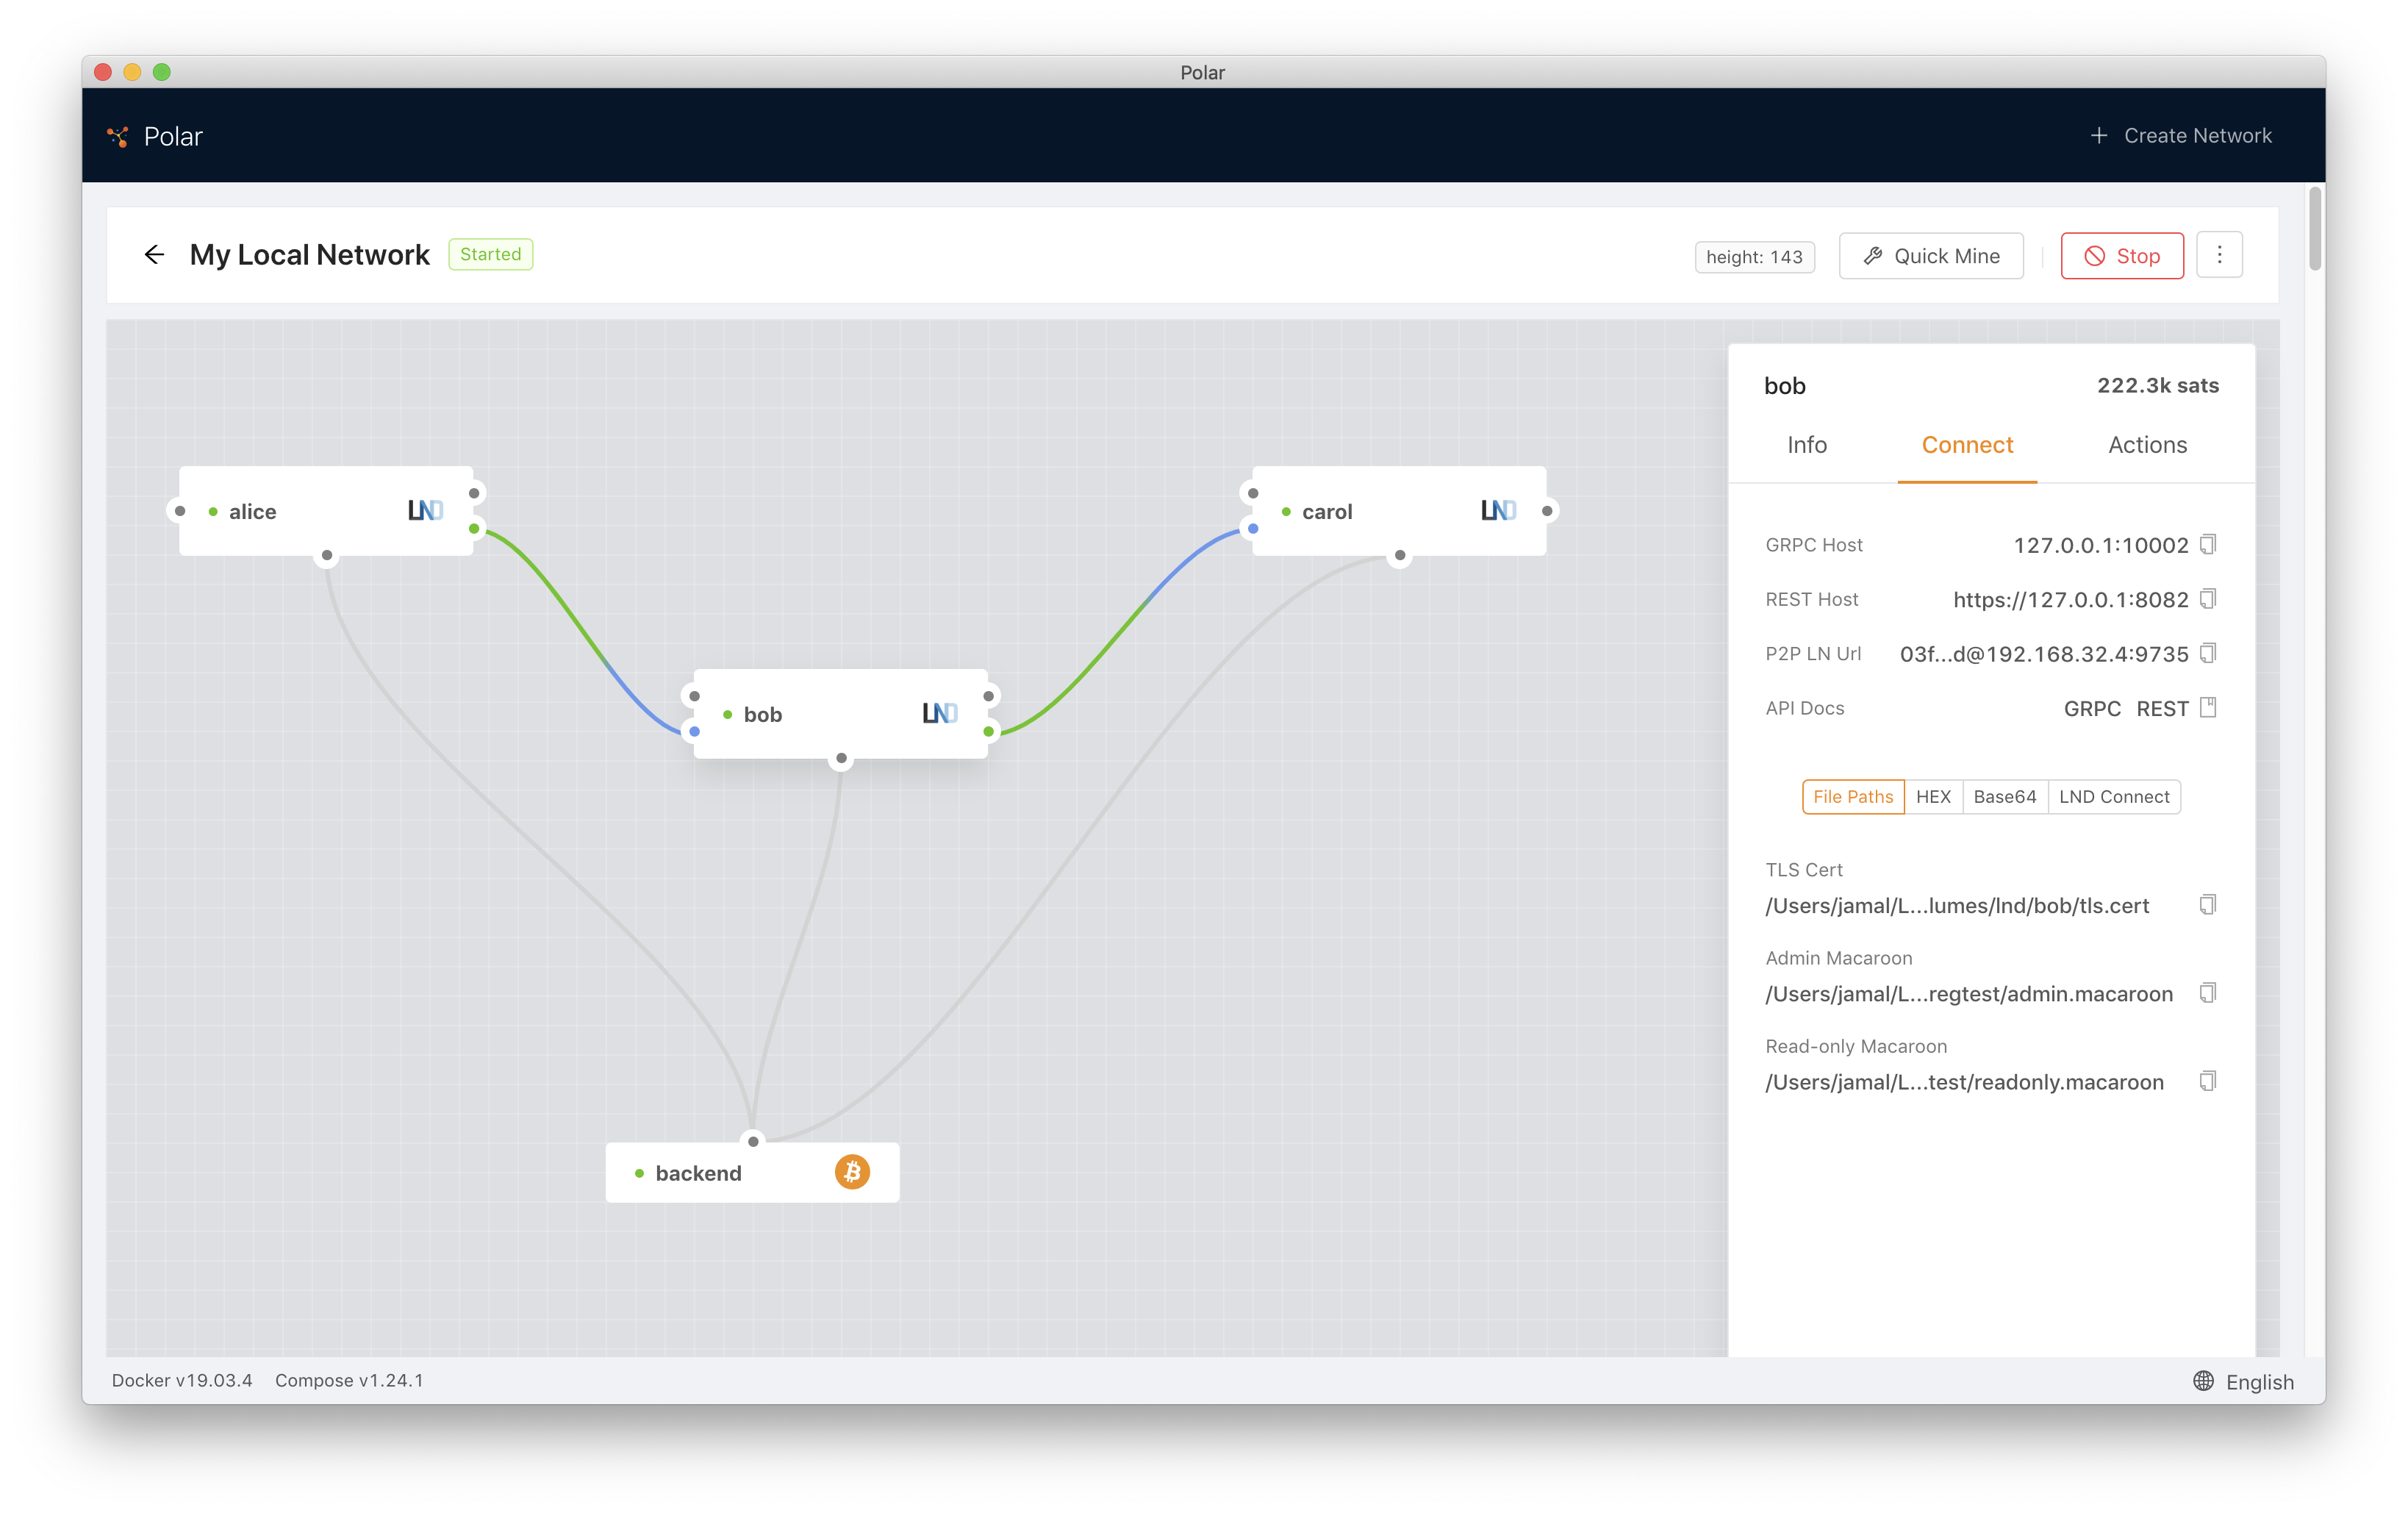 Polar
Polar
Create Network
My Local Network Started
height: 143 Quick Mine Stop
alice LND
carol LND
bob LND
backend
bob 222.3k sats
Info Connect Actions
GRPC Host 127.0.0.1:10002
REST Host https://127.0.0.1:8082
P2P LN Url 03f...d@192.168.32.4:9735
API Docs GRPC REST
File Paths HEX Base64 LND Connect
TLS Cert
/Users/jamal/L...lumes/lnd/bob/tls.cert
Admin Macaroon
/Users/jamal/L...regtest/admin.macaroon
Read-only Macaroon
/Users/jamal/L...test/readonly.macaroon
Docker v19.03.4 Compose v1.24.1
English